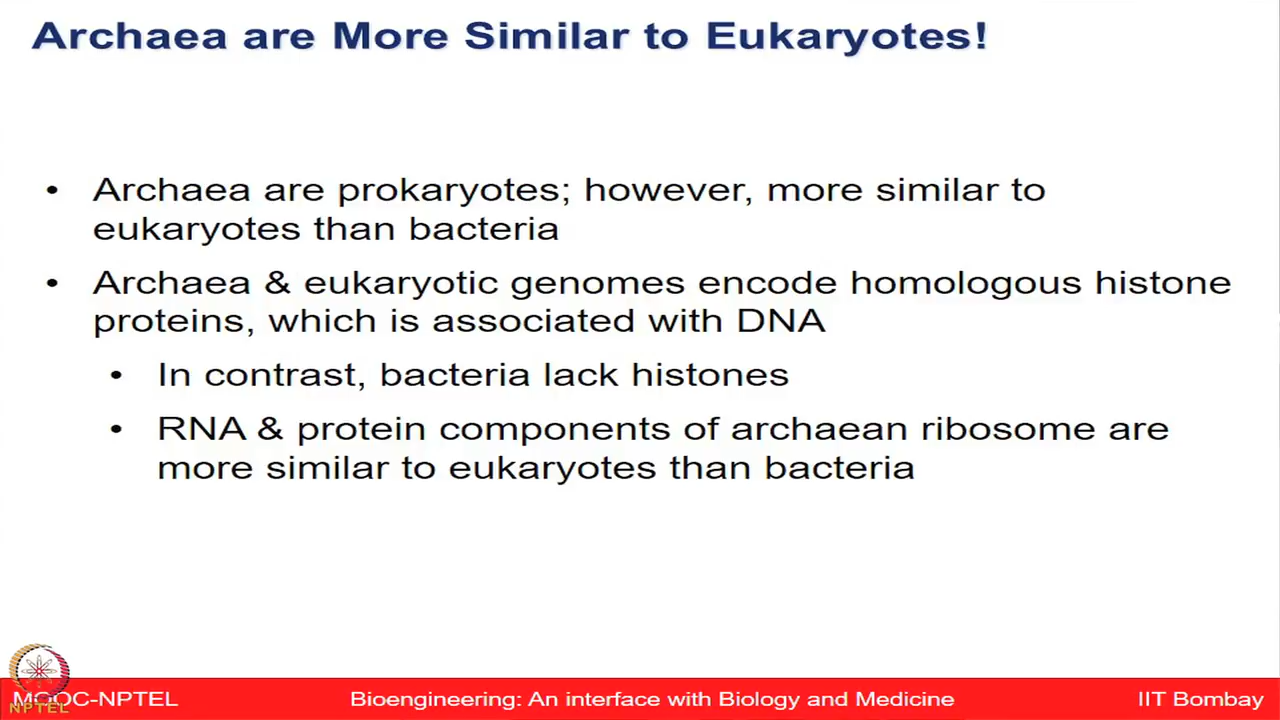 Archaea are More Similar to Eukaryotes!
• Archaea are prokaryotes; however, more similar to
eukaryotes than bacteria
• Archaea & eukaryotic genomes encode homologous histone
proteins, which is associated with DNA
• In contrast, bacteria lack histones
• RNA & protein components of archaean ribosome are
more similar to eukaryotes than bacteria
MOOC-NPTEL Bioengineering: An interface with Biology and Medicine IIT Bombay
NPTEL